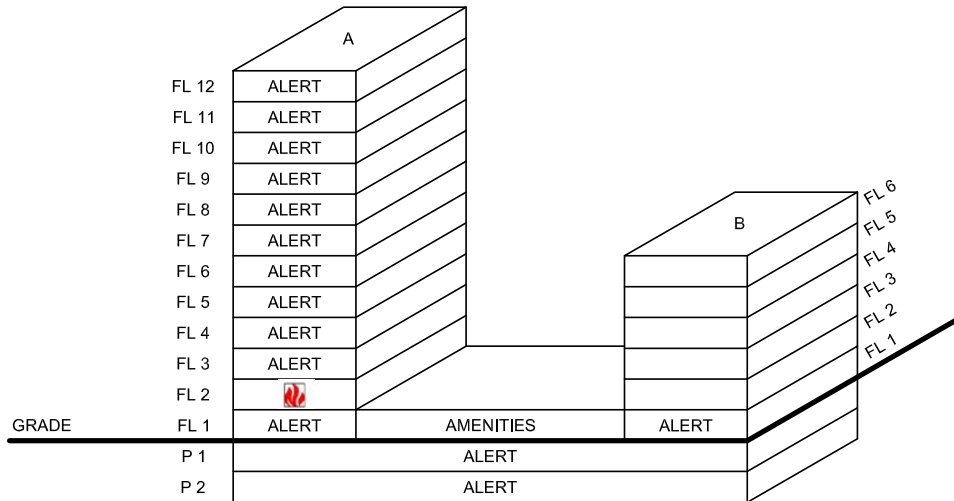 A
FL 12 ALERT
FL 11 ALERT
FL 10 ALERT
FL 9 ALERT
FL 8 ALERT
FL 7 ALERT
FL 6 ALERT
FL 5 ALERT
FL 4 ALERT
FL 3 ALERT
FL 2
GRADE FL 1 ALERT AMENITIES ALERT
P 1 ALERT
P 2 ALERT
B
FL 6
FL 5
FL 4
FL 3
FL 2
FL 1